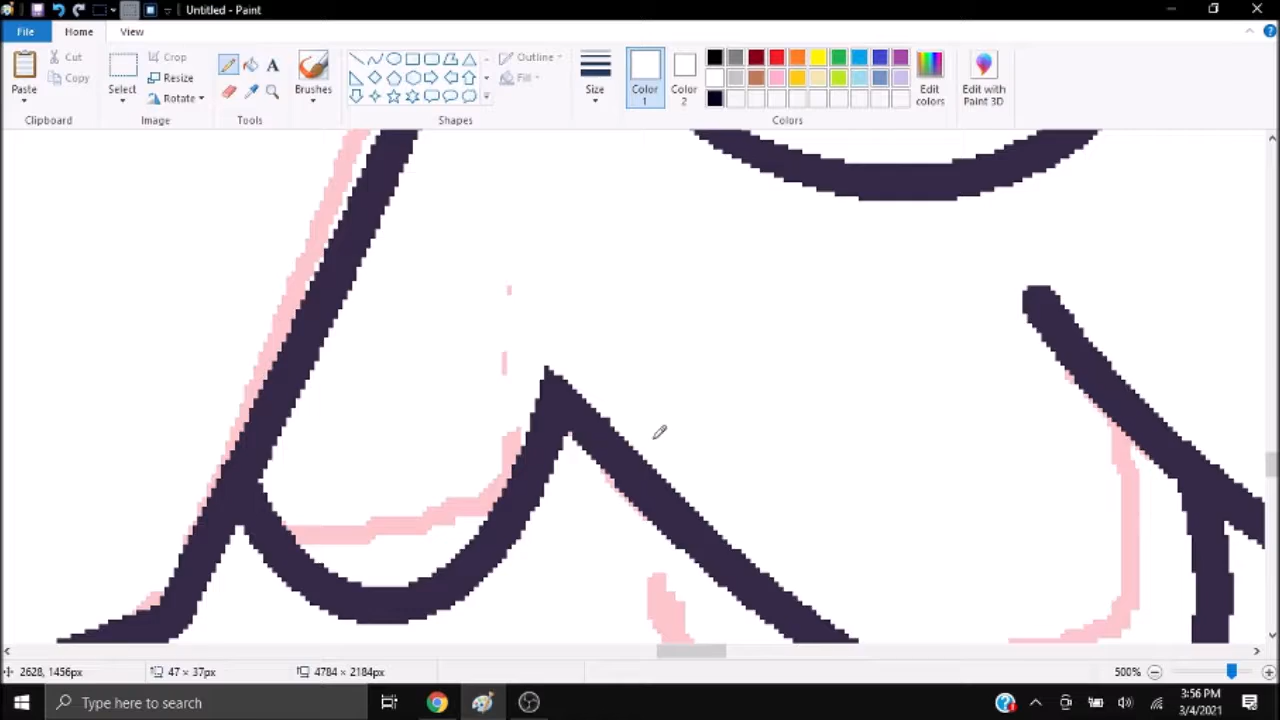 Untitled - Paint
File Home View
Paste
Cut
Copy
Clipboard
Select
Crop
Resize
Rotate
Image
A
Tools
Brushes
Outline
Fill
Shapes
Size
Color 1
Color 2
Edit colors
Colors
Edit with Paint 3D
2628, 1456px
47 × 37px
4784 × 2184px
500%
Type here to search
3:56 PM
3/4/2021